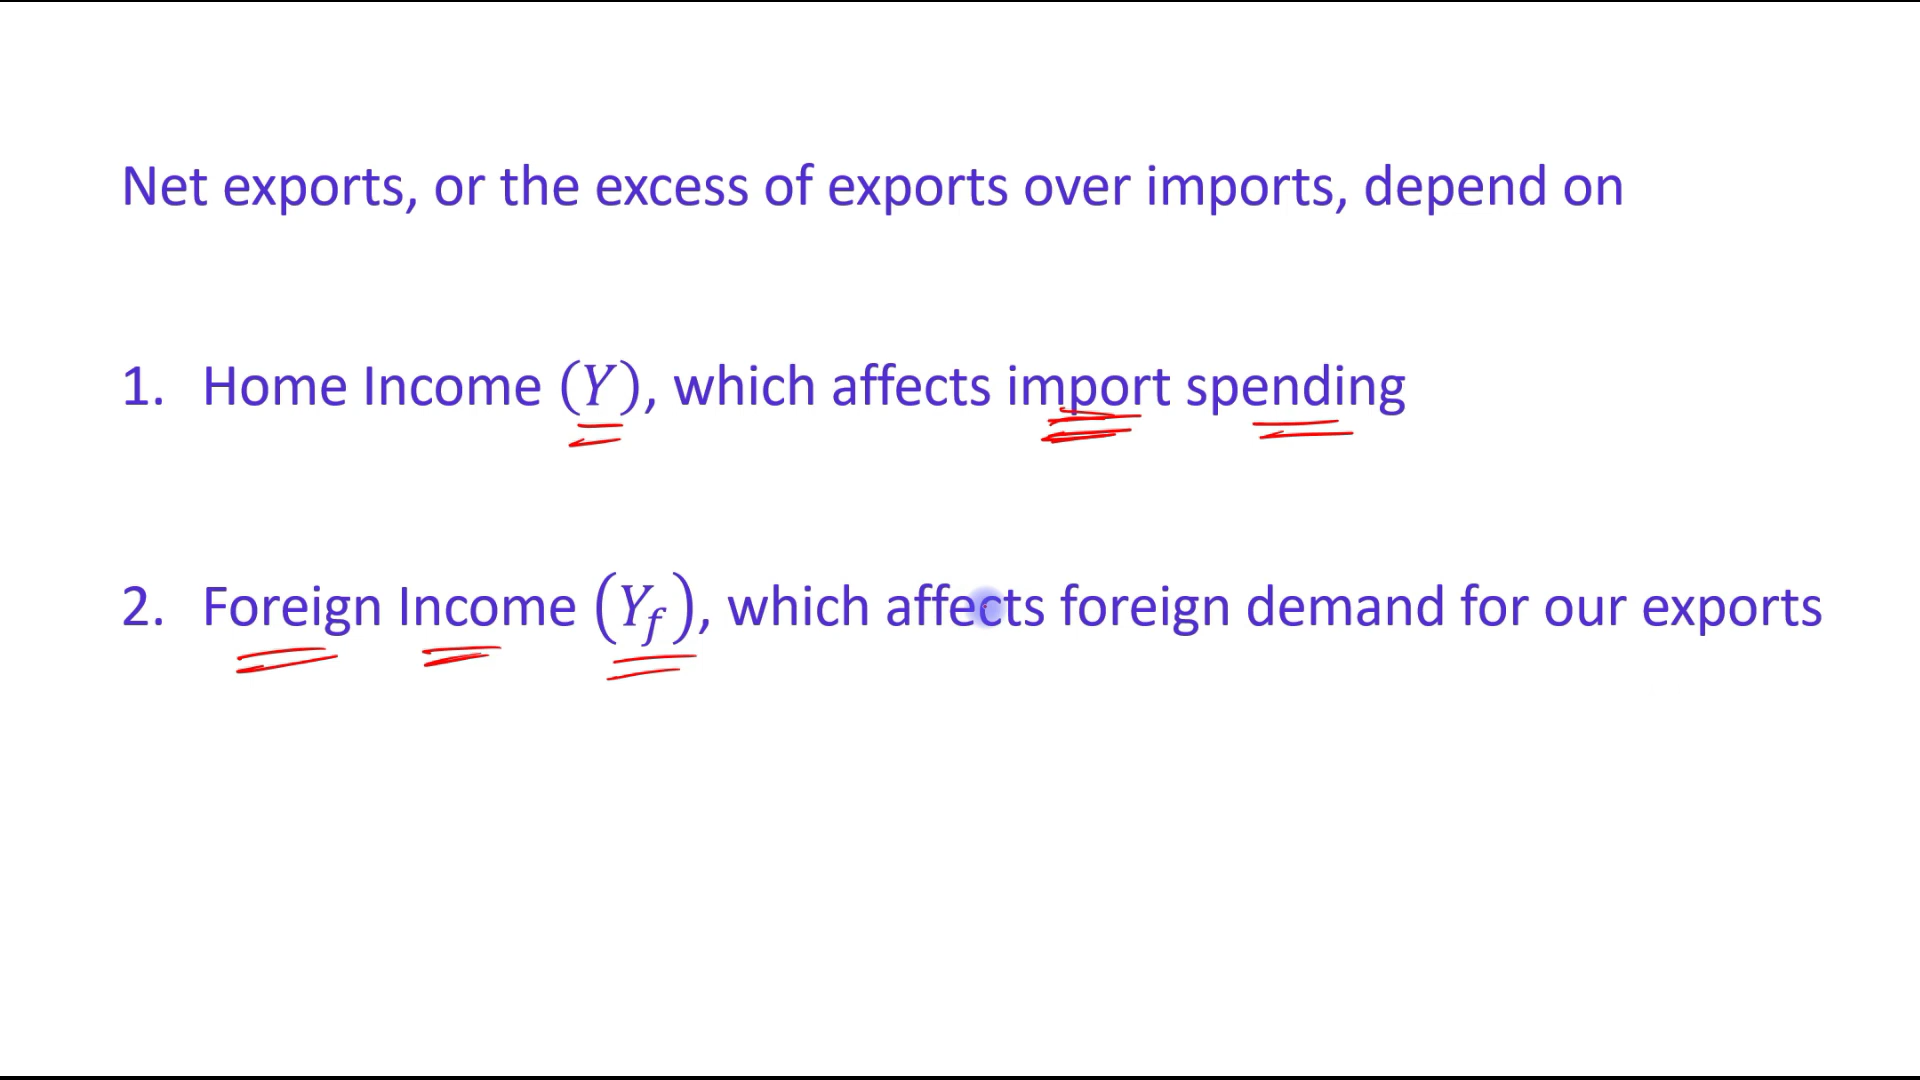 Net exports, or the excess of exports over imports, depend on
1. Home Income (Y), which affects import spending
2. Foreign Income (Y_f), which affects foreign demand for our exports